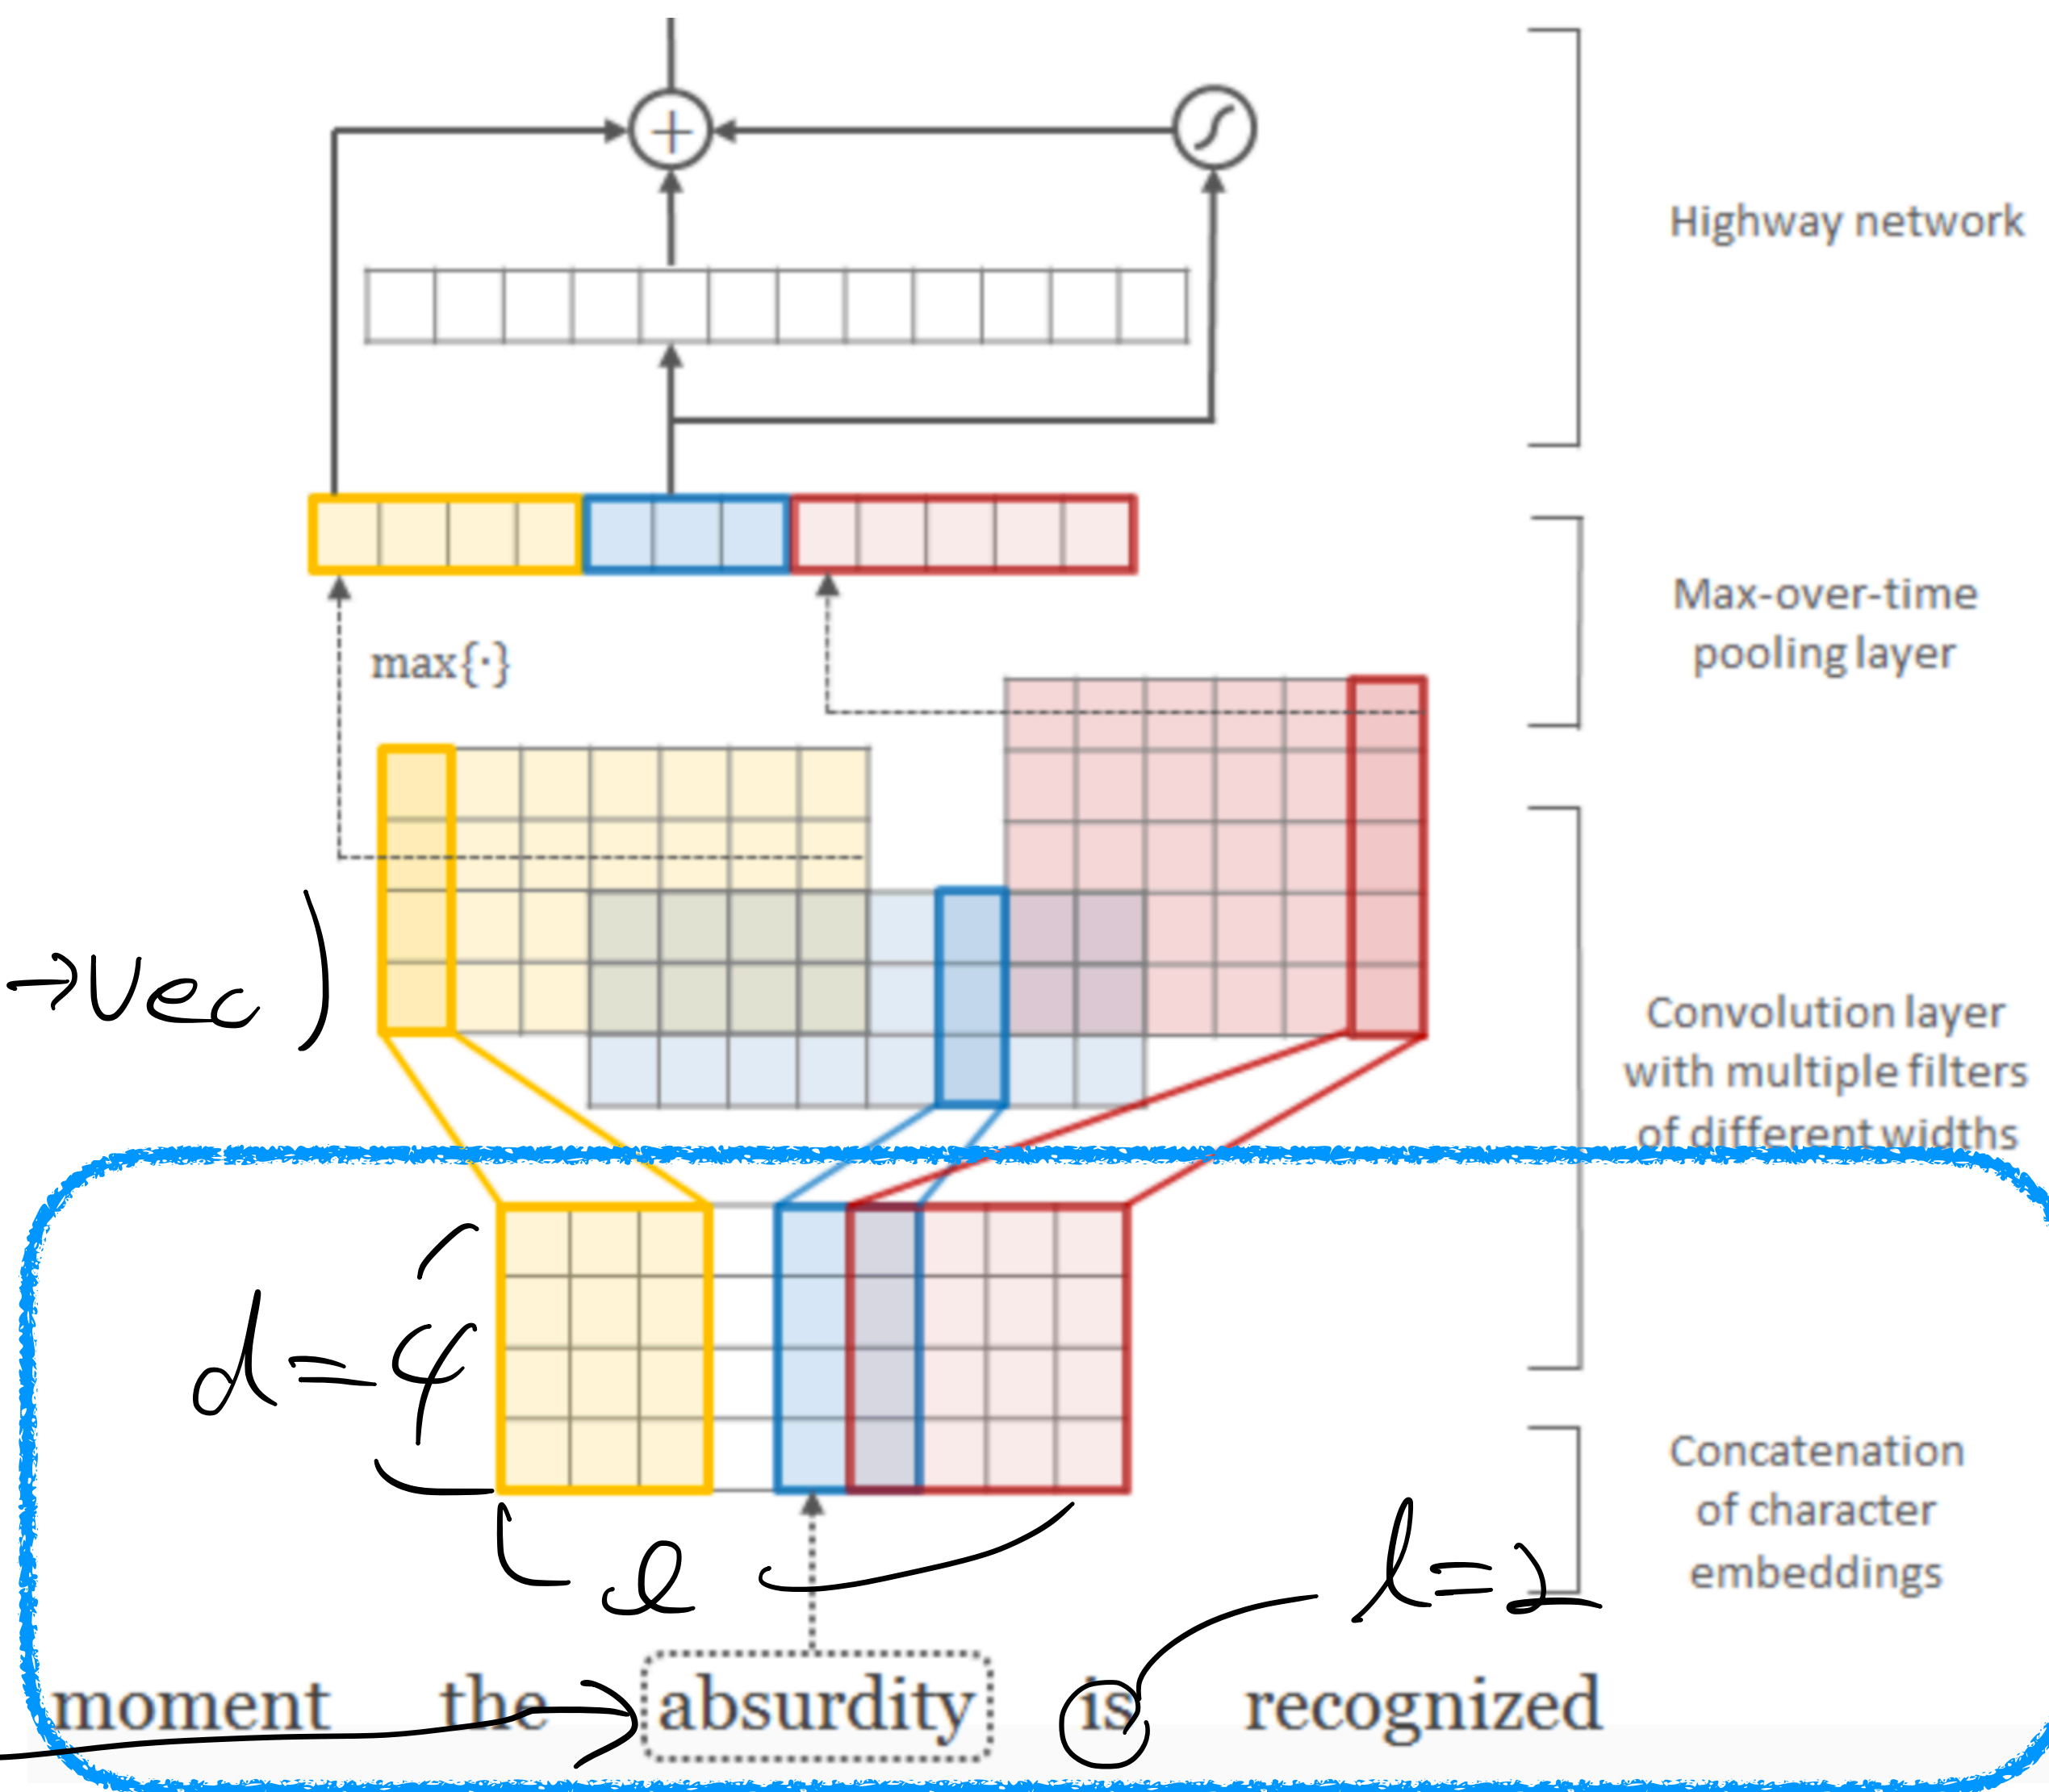 Highway network
Max-over-time
pooling layer
max{·}
→Vec)
Convolution layer
with multiple filters
of different widths
d=4
Concatenation
of character
embeddings
l
l=2
moment the absurdity is recognized